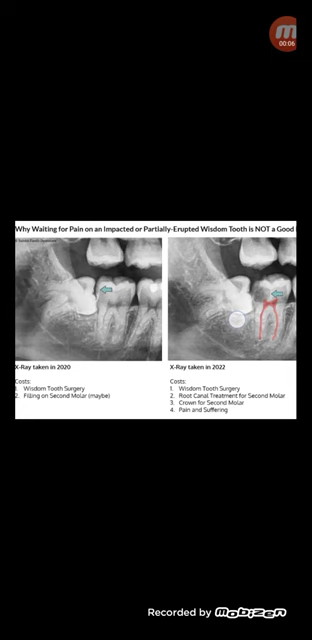 00:06
Why Waiting for Pain on an Impacted or Partially-Erupted Wisdom Tooth is NOT a Good
X-Ray taken in 2020
Costs:
1. Wisdom Tooth Surgery
2. Filling on Second Molar (maybe)
X-Ray taken in 2022
Costs:
1. Wisdom Tooth Surgery
2. Root Canal Treatment for Second Molar
3. Crown for Second Molar
4. Pain and Suffering
Recorded by mobizen